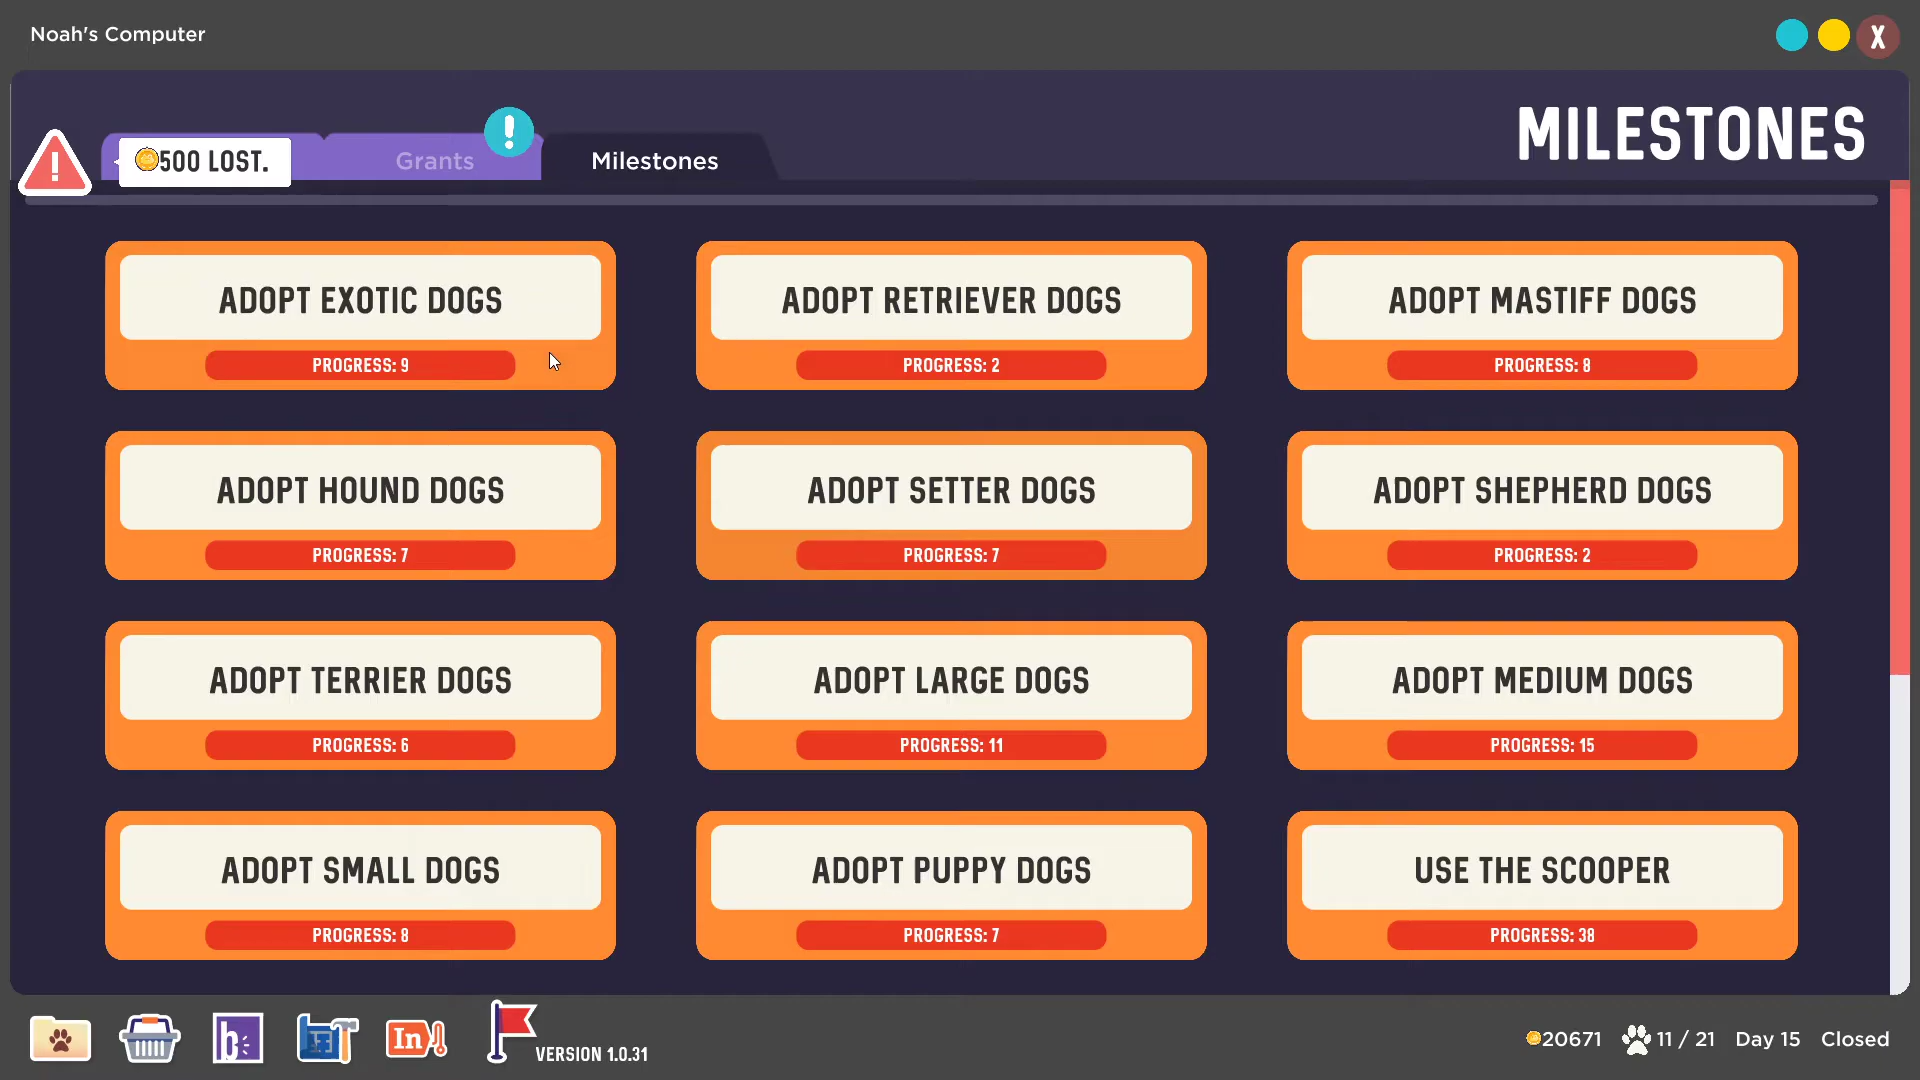 Noah's Computer
X
MILESTONES
500 LOST.
Grants
Milestones
ADOPT EXOTIC DOGS
PROGRESS: 9
ADOPT RETRIEVER DOGS
PROGRESS: 2
ADOPT MASTIFF DOGS
PROGRESS: 8
ADOPT HOUND DOGS
PROGRESS: 7
ADOPT SETTER DOGS
PROGRESS: 7
ADOPT SHEPHERD DOGS
PROGRESS: 2
ADOPT TERRIER DOGS
PROGRESS: 6
ADOPT LARGE DOGS
PROGRESS: 11
ADOPT MEDIUM DOGS
PROGRESS: 15
ADOPT SMALL DOGS
PROGRESS: 8
ADOPT PUPPY DOGS
PROGRESS: 7
USE THE SCOOPER
PROGRESS: 38
b
In
VERSION 1.0.31
20671 11 / 21 Day 15 Closed